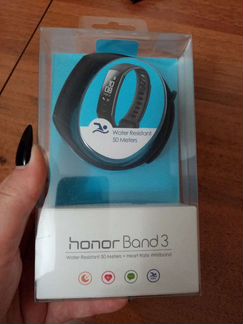 Water Resistant
50 Meters
honor Band 3
Water Resistant 50 Meters • Heart Rate Wristband